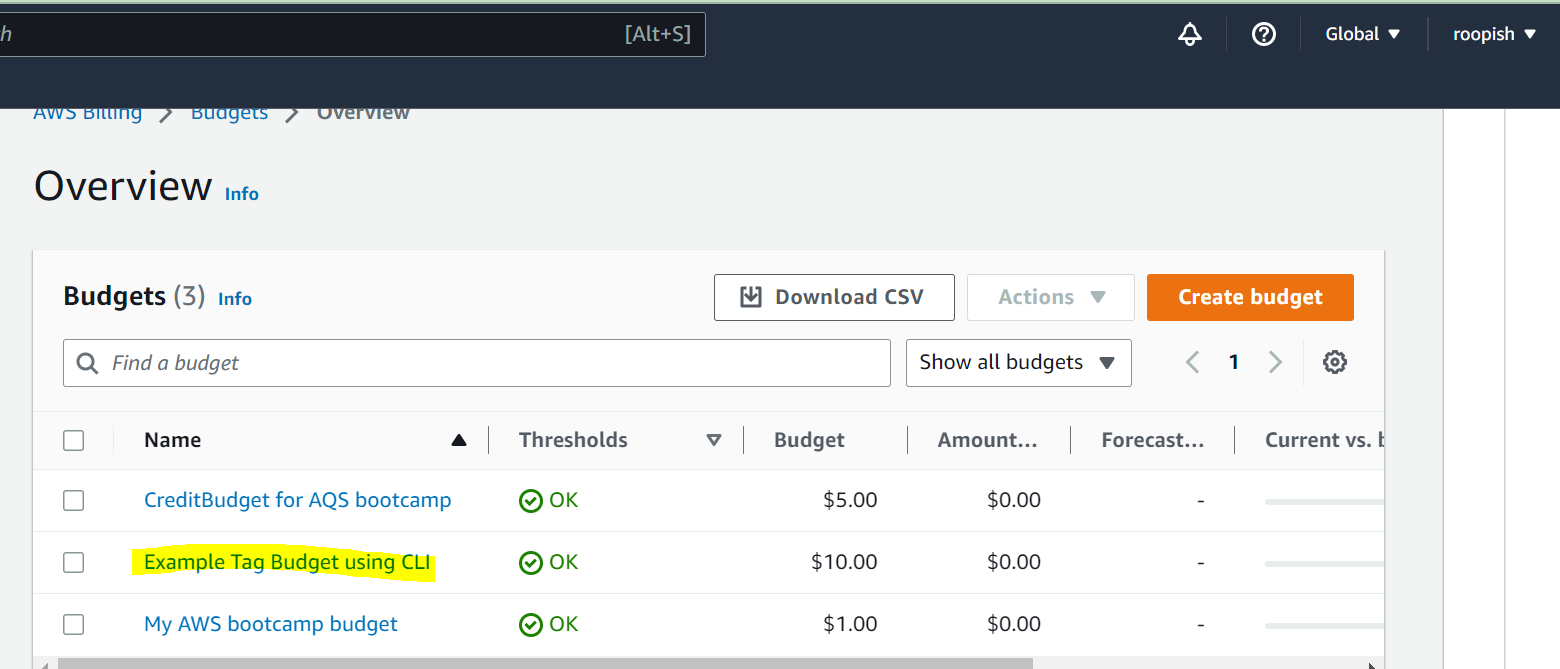 h [Alt+S] Global roopish
AWS Billing Budgets Overview
Overview Info
Budgets (3) Info Download CSV Actions Create budget
Find a budget Show all budgets 1
Name Thresholds Budget Amount... Forecast... Current vs. b
CreditBudget for AQS bootcamp OK $5.00 $0.00 -
Example Tag Budget using CLI OK $10.00 $0.00 -
My AWS bootcamp budget OK $1.00 $0.00 -